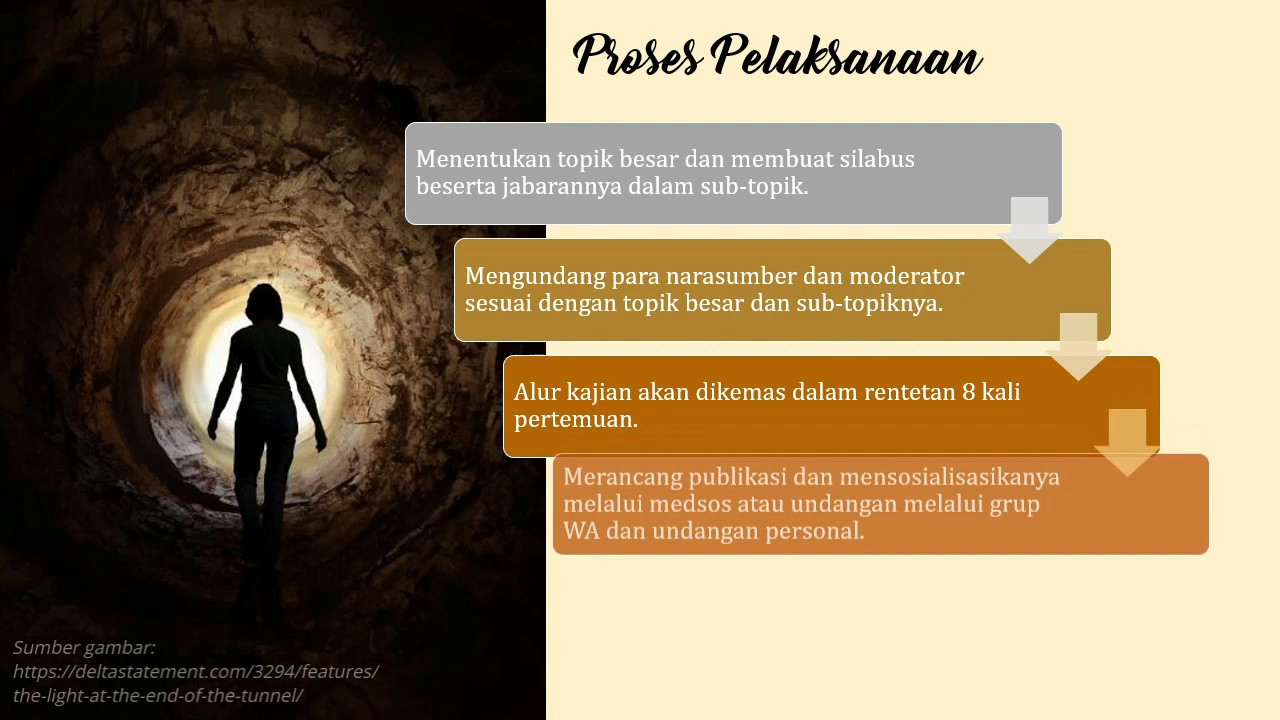 Proses Pelaksanaan
Menentukan topik besar dan membuat silabus
beserta jabarannya dalam sub-topik.
Mengundang para narasumber dan moderator
sesuai dengan topik besar dan sub-topiknya.
Alur kajian akan dikemas dalam rentetan 8 kali
pertemuan.
Merancang publikasi dan mensosialisasikanya
melalui medsos atau undangan melalui grup
WA dan undangan personal.
Sumber gambar:
https://deltastatement.com/3294/features/
the-light-at-the-end-of-the-tunnel/